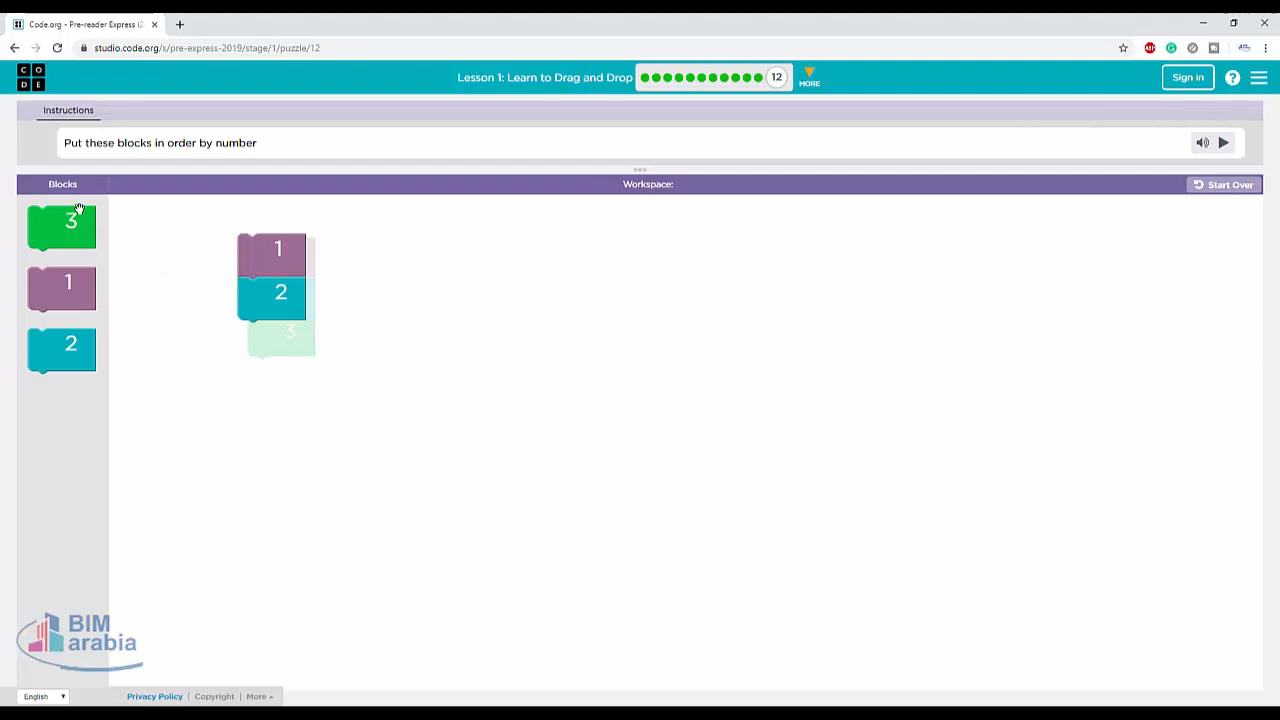 Code.org - Pre-reader Express (2
studio.code.org/s/pre-express-2019/stage/1/puzzle/12
C O D E
Lesson 1: Learn to Drag and Drop
12
MORE
Sign in
?
Instructions
Put these blocks in order by number
Blocks
Workspace:
Start Over
3
1
2
1
2
3
BIM
arabia
English
Privacy Policy | Copyright | More